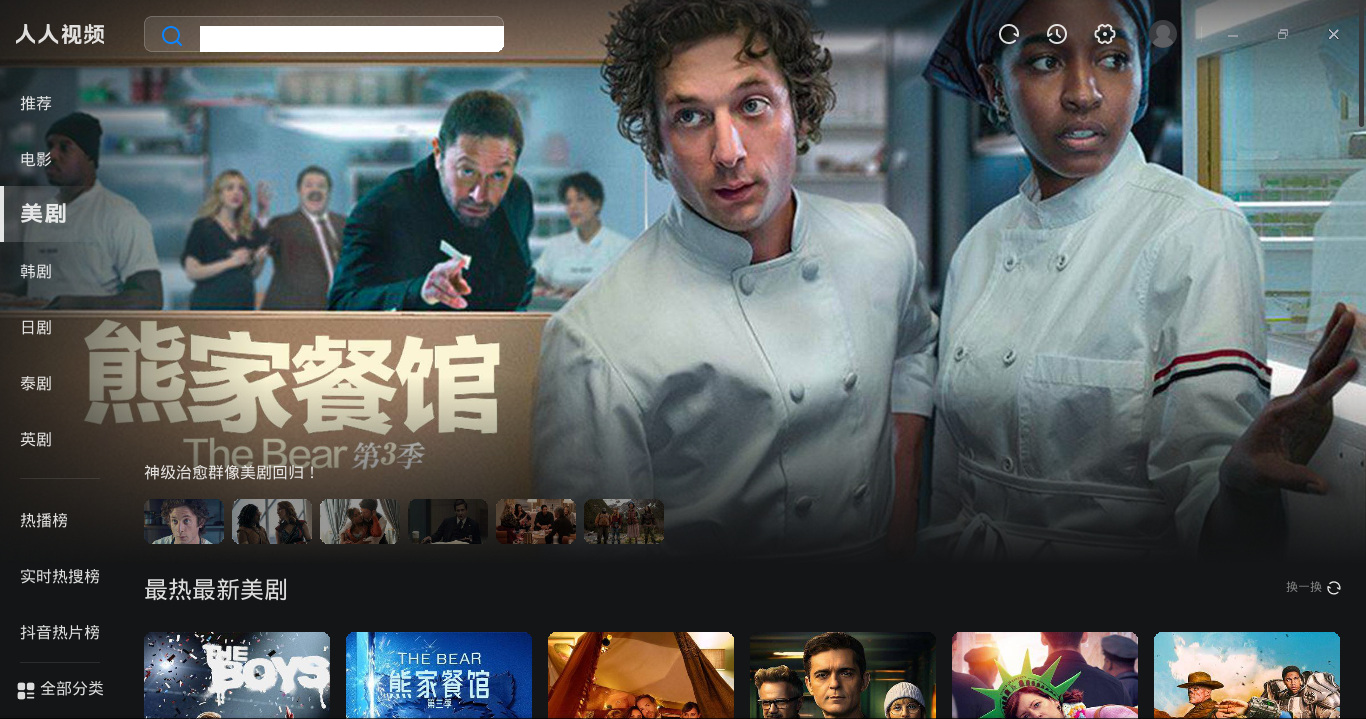 人人视频
推荐
电影
美剧
韩剧
日剧
泰剧
英剧
热播榜
实时热搜榜
抖音热片榜
全部分类
熊家餐馆
The Bear 第3季
神级治愈群像美剧回归！
最热最新美剧
换一换
THE
BOYS
THE BEAR
熊家餐馆
第三季